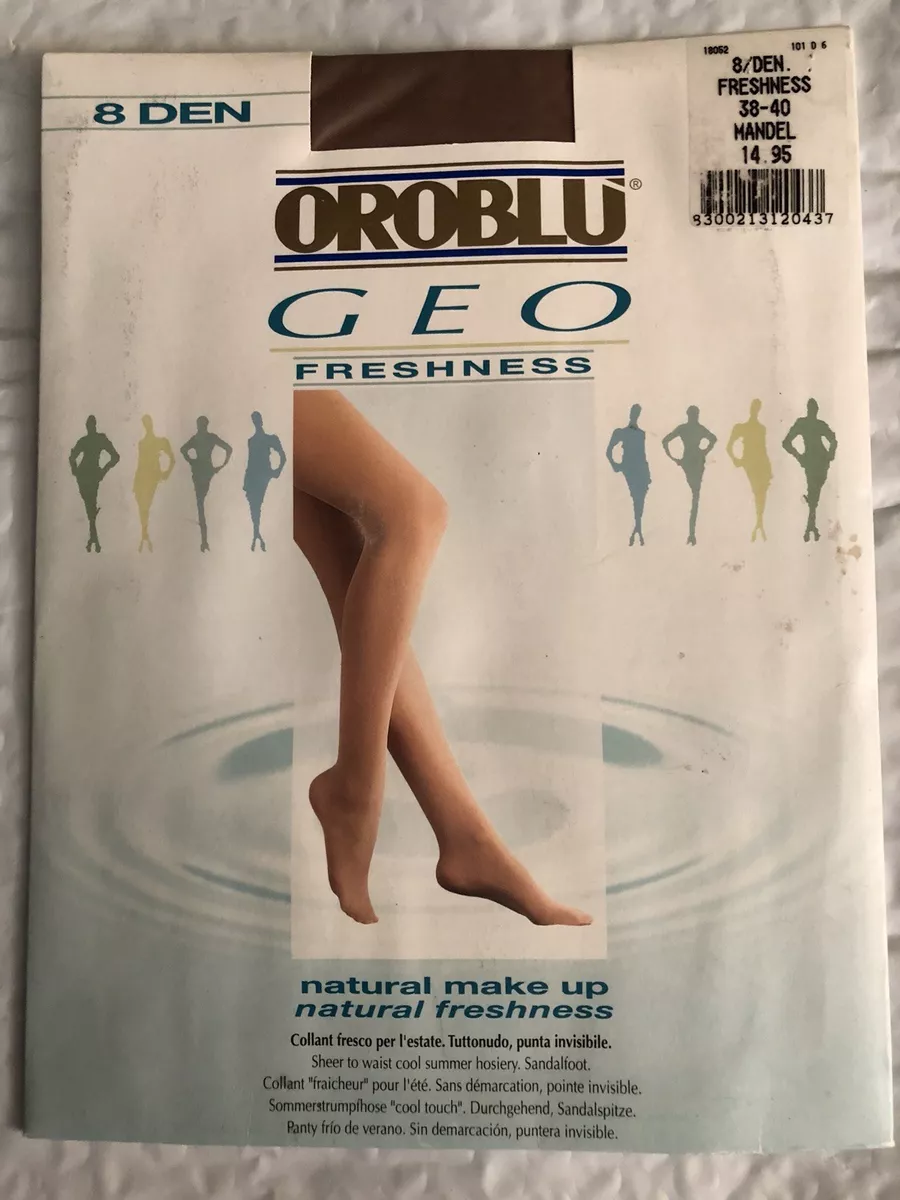 18052 101 D 6
8/DEN.
FRESHNESS
38-40
MANDEL
14.95
8300213120437
8 DEN
OROBLÙ®
GEO
FRESHNESS
natural make up
natural freshness
Collant fresco per l'estate. Tuttonudo, punta invisibile.
Sheer to waist cool summer hosiery. Sandalfoot.
Collant "fraicheur" pour l'été. Sans démarcation, pointe invisible.
Sommerstrumpfhose "cool touch". Durchgehend, Sandalspitze.
Panty frío de verano. Sin demarcación, puntera invisible.